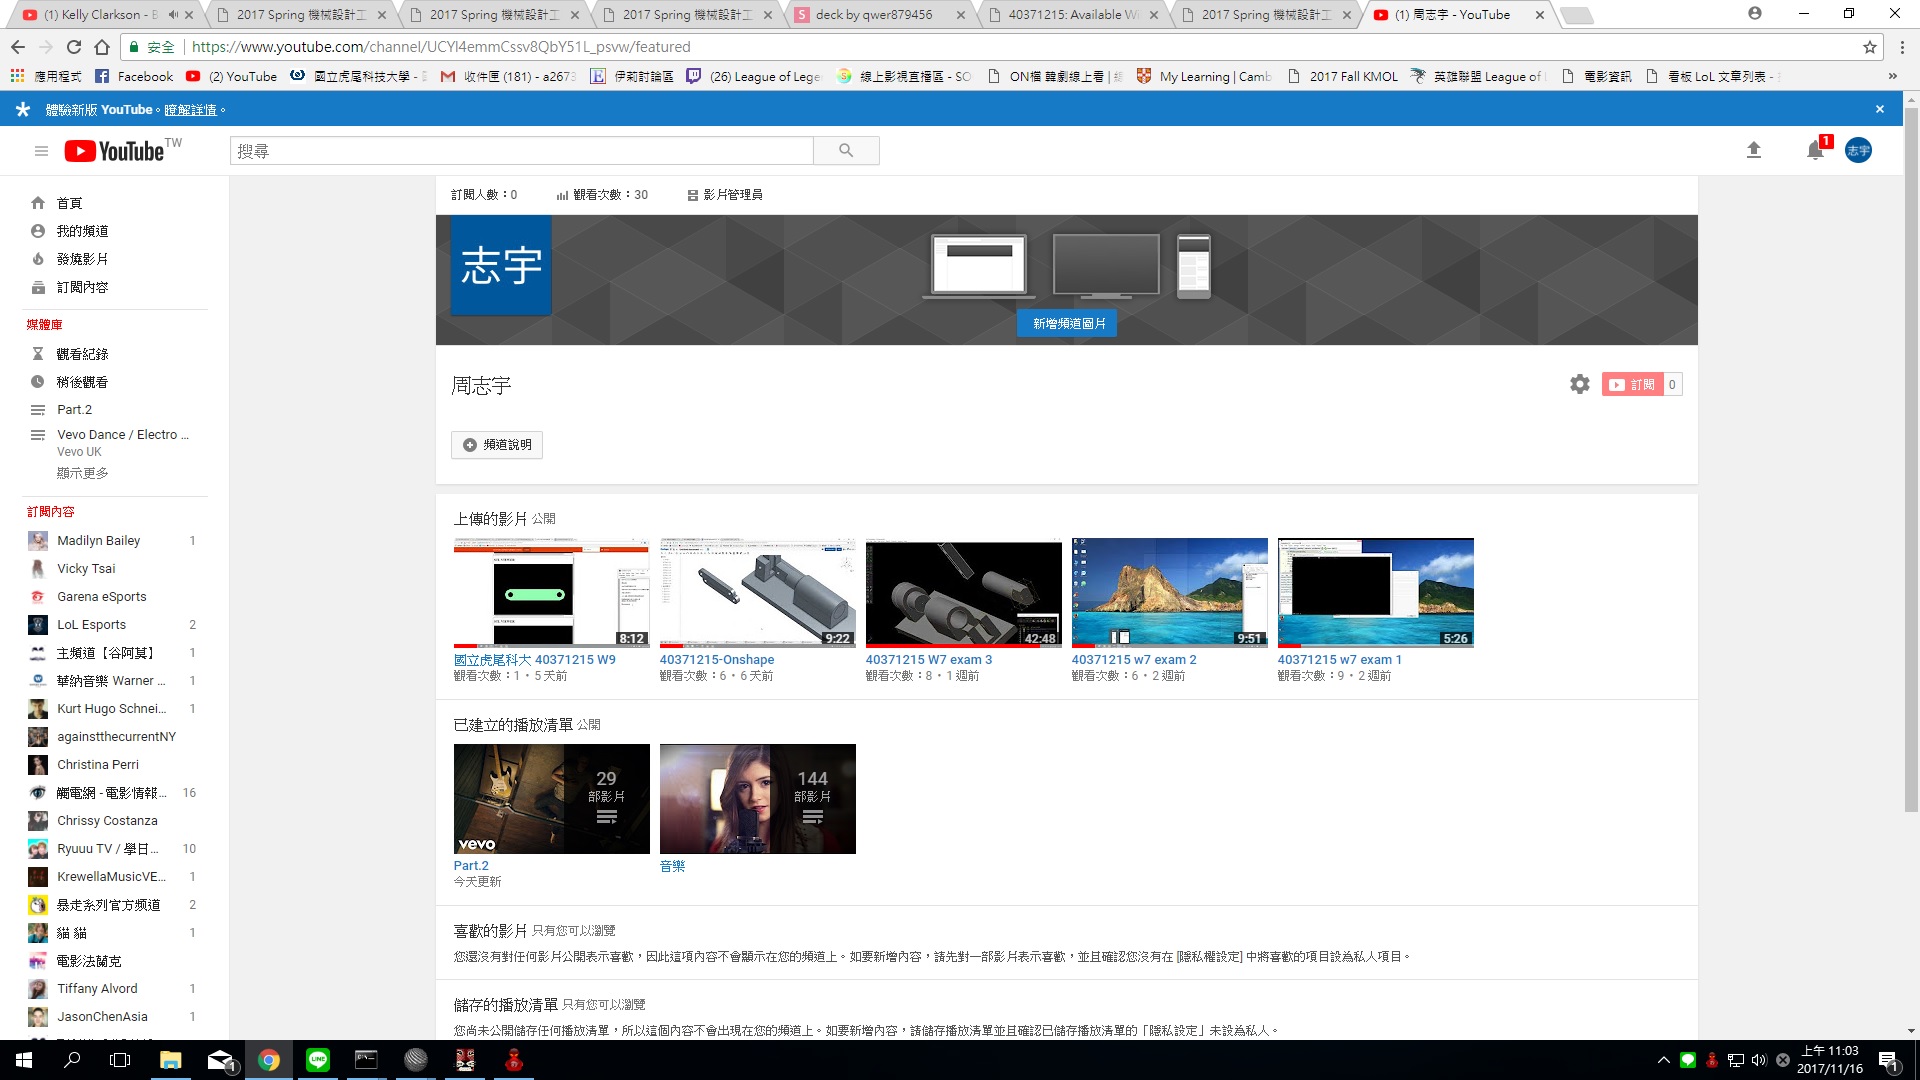 (1) Kelly Clarkson - B
2017 Spring 機械設計工
2017 Spring 機械設計工
2017 Spring 機械設計工
deck by qwer879456
40371215: Available Wi
2017 Spring 機械設計工
(1) 周志宇 - YouTube
安全
https://www.youtube.com/channel/UCYl4emmCssv8QbY51L_psvw/featured
應用程式
Facebook
(2) YouTube
國立虎尾科技大學 -
收件匣 (181) - a2673
伊莉討論區
(26) League of Lege
線上影視直播區 - SO
ON檔 韓劇線上看 |
My Learning | Camb
2017 Fall KMOL
英雄聯盟 League of
電影資訊
看板 LoL 文章列表 -
體驗新版 YouTube。瞭解詳情。
YouTube TW
搜尋
1
志宇
首頁
我的頻道
發燒影片
訂閱內容
媒體庫
觀看紀錄
稍後觀看
Part.2
Vevo Dance / Electro ...
Vevo UK
顯示更多
訂閱內容
Madilyn Bailey 1
Vicky Tsai
Garena eSports
LoL Esports 2
主頻道【谷阿莫】 1
華納音樂 Warner ... 1
Kurt Hugo Schnei... 1
againstthecurrentNY
Christina Perri
觸電網 - 電影情報... 16
Chrissy Costanza
Ryuuu TV / 學日... 10
KrewellaMusicVE... 1
暴走系列官方频道 2
貓 貓 1
電影法蘭克
Tiffany Alvord 1
JasonChenAsia 1
訂閱人數：0
觀看次數：30
影片管理員
志宇
新增頻道圖片
周志宇
訂閱 0
頻道說明
上傳的影片 公開
8:12
9:22
42:48
9:51
5:26
國立虎尾科大 40371215 W9
觀看次數：1 • 5 天前
40371215-Onshape
觀看次數：6 • 6 天前
40371215 W7 exam 3
觀看次數：8 • 1 週前
40371215 w7 exam 2
觀看次數：6 • 2 週前
40371215 w7 exam 1
觀看次數：9 • 2 週前
已建立的播放清單 公開
29
部影片
vevo
144
部影片
Part.2
今天更新
音樂
喜歡的影片 只有您可以瀏覽
您還沒有對任何影片公開表示喜歡，因此這項內容不會顯示在您的頻道上。如要新增內容，請先對一部影片表示喜歡，並且確認您沒有在 [隱私權設定] 中將喜歡的項目設為私人項目。
儲存的播放清單 只有您可以瀏覽
您尚未公開儲存任何播放清單，所以這個內容不會出現在您的頻道上。如要新增內容，請儲存播放清單並且確認已儲存播放清單的「隱私設定」未設為私人。
1
LINE
上午 11:03
2017/11/16
1